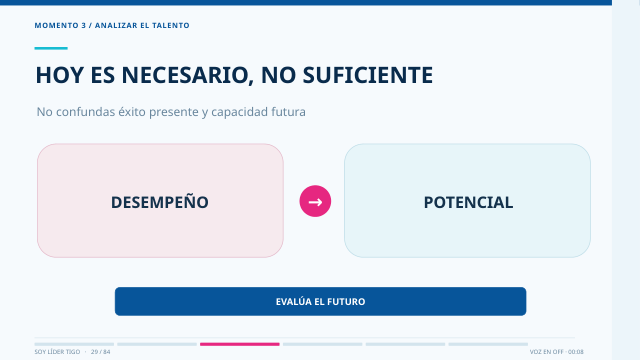 MOMENTO 3 / ANALIZAR EL TALENTO
HOY ES NECESARIO, NO SUFICIENTE
No confundas éxito presente y capacidad futura
DESEMPEÑO
→
POTENCIAL
EVALÚA EL FUTURO
SOY LÍDER TIGO · 29 / 84
VOZ EN OFF · 00:08